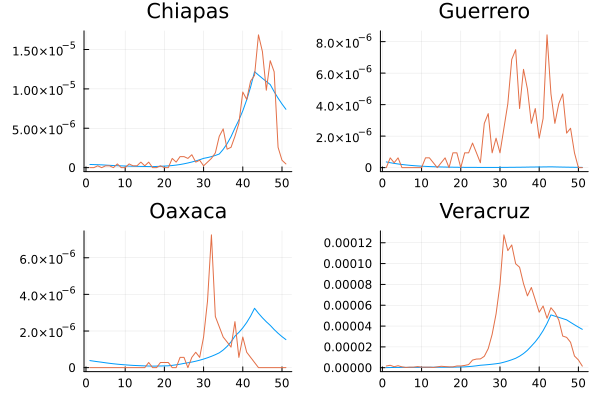 Chiapas
1.50×10⁻⁵
1.00×10⁻⁵
5.00×10⁻⁶
0
0 10 20 30 40 50
Guerrero
8.0×10⁻⁶
6.0×10⁻⁶
4.0×10⁻⁶
2.0×10⁻⁶
0
0 10 20 30 40 50
Oaxaca
6.0×10⁻⁶
4.0×10⁻⁶
2.0×10⁻⁶
0
0 10 20 30 40 50
Veracruz
0.00012
0.00010
0.00008
0.00006
0.00004
0.00002
0.00000
0 10 20 30 40 50